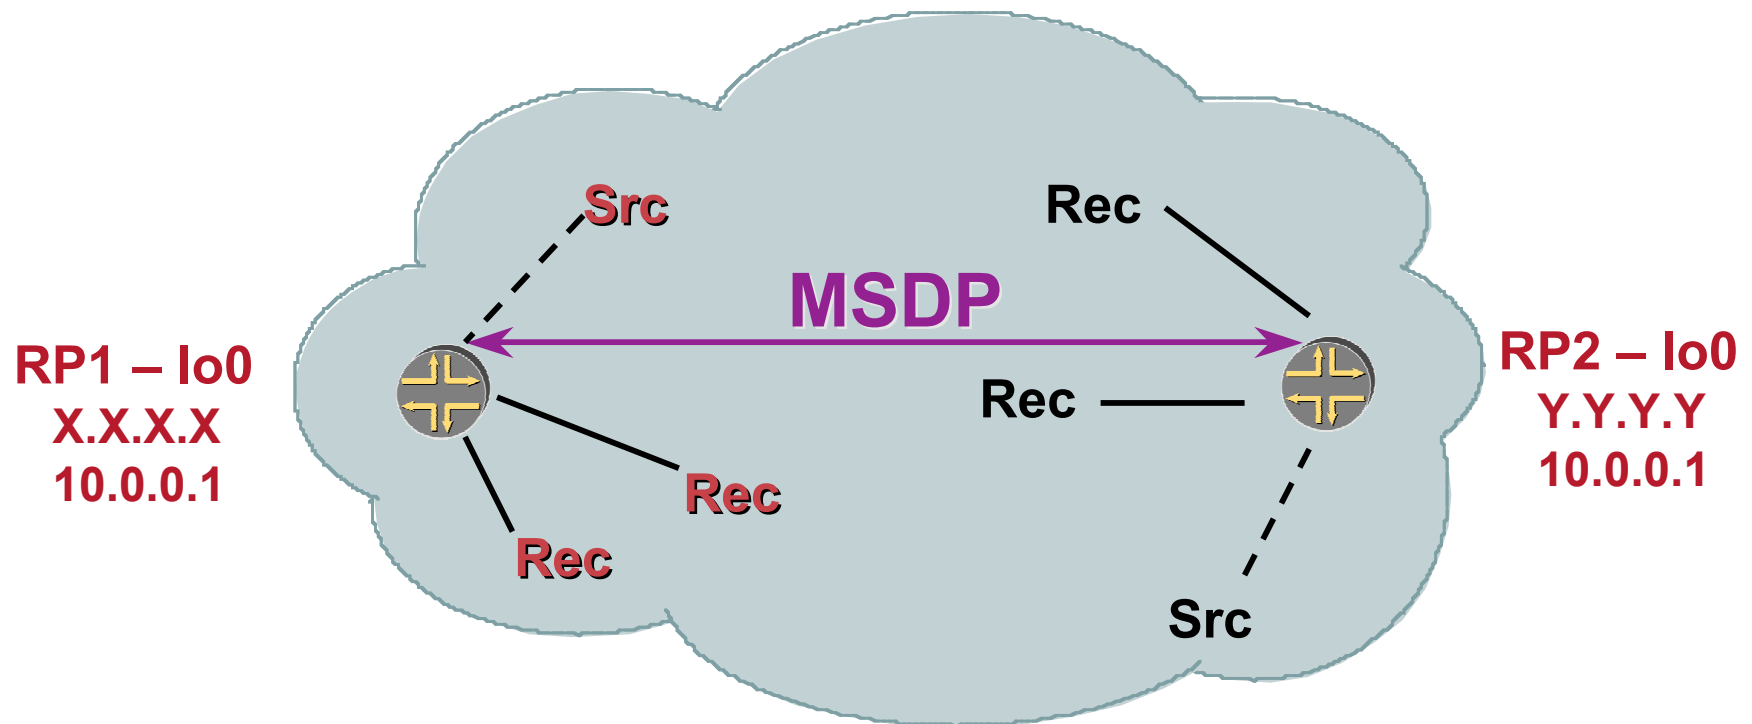 Src
Rec
MSDP
RP1 – lo0
X.X.X.X
10.0.0.1
RP2 – lo0
Y.Y.Y.Y
10.0.0.1
Rec
Rec
Rec
Src